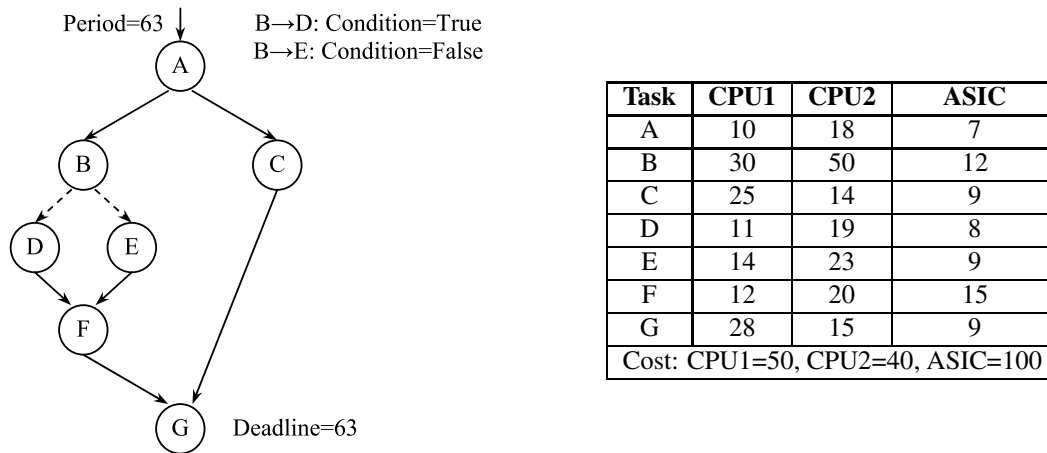 Period=63
B→D: Condition=True
B→E: Condition=False
A
B
C
D
E
F
G
Deadline=63
Task CPU1 CPU2 ASIC
A 10 18 7
B 30 50 12
C 25 14 9
D 11 19 8
E 14 23 9
F 12 20 15
G 28 15 9
Cost: CPU1=50, CPU2=40, ASIC=100